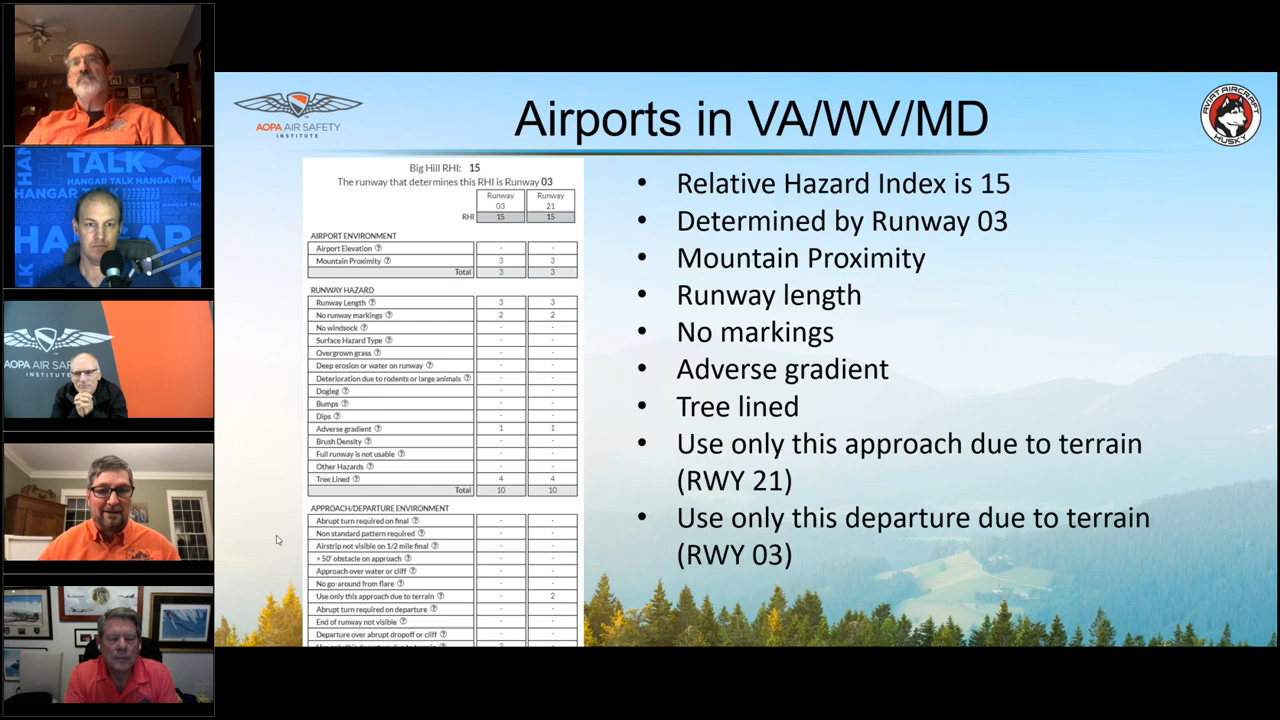 TALK
HANGAR TALK HANGAR TALK
AOPA AIR SAFETY
INSTITUTE
AOPA AIR SAFETY
INSTITUTE
Airports in VA/WV/MD
AVIAT AIRCRAFT
HUSKY
Big Hill RHI: 15
The runway that determines this RHI is Runway 03
Runway 03 Runway 21
RHI 15 15
AIRPORT ENVIRONMENT
Airport Elevation ? - -
Mountain Proximity ? 3 3
Total 3 3
RUNWAY HAZARD
Runway Length ? 3 3
No runway markings ? 2 2
No windsock ? - -
Surface Hazard Type ? - -
Overgrown grass ? - -
Deep erosion or water on runway ? - -
Deterioration due to rodents or large animals ? - -
Dogleg ? - -
Bumps ? - -
Dips ? - -
Adverse gradient ? 1 1
Brush Density ? - -
Full runway is not usable ? - -
Other Hazards ? - -
Tree Lined ? 4 4
Total 10 10
APPROACH/DEPARTURE ENVIRONMENT
Abrupt turn required on final ? - -
Non standard pattern required ? - -
Airstrip not visible on 1/2 mile final ? - -
> 50' obstacle on approach ? - -
Approach over water or cliff ? - -
No go-around from flare ? - -
Use only this approach due to terrain ? - 2
Abrupt turn required on departure ? - -
End of runway not visible ? - -
Departure over abrupt dropoff or cliff ? - -
• Relative Hazard Index is 15
• Determined by Runway 03
• Mountain Proximity
• Runway length
• No markings
• Adverse gradient
• Tree lined
• Use only this approach due to terrain
(RWY 21)
• Use only this departure due to terrain
(RWY 03)